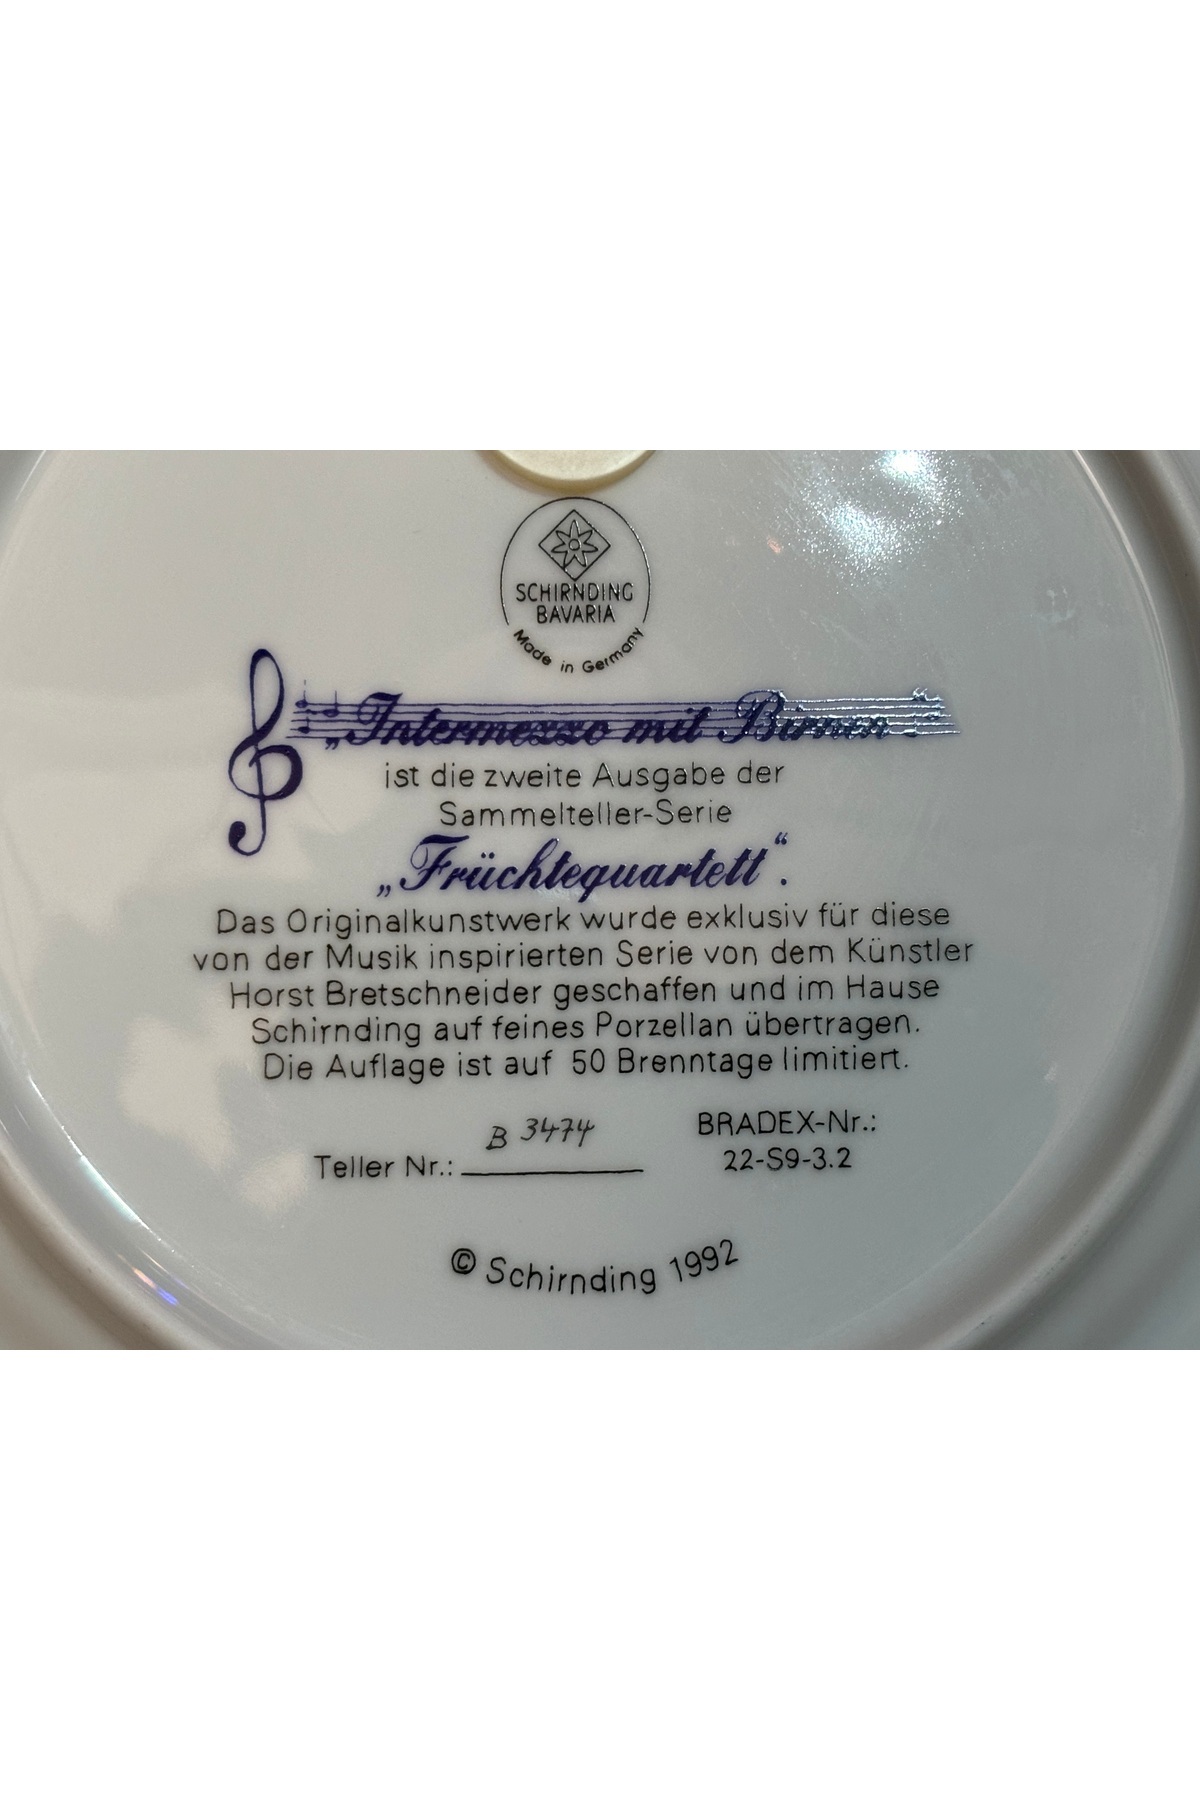 SCHIRNDING
BAVARIA
Made in Germany
„Intermezzo mit Birnen“
ist die zweite Ausgabe der
Sammelteller-Serie
„Früchtequartett“.
Das Originalkunstwerk wurde exklusiv für diese
von der Musik inspirierten Serie von dem Künstler
Horst Bretschneider geschaffen und im Hause
Schirnding auf feines Porzellan übertragen.
Die Auflage ist auf 50 Brenntage limitiert.
Teller Nr.: B 3474
BRADEX-Nr.:
22-S9-3.2
© Schirnding 1992